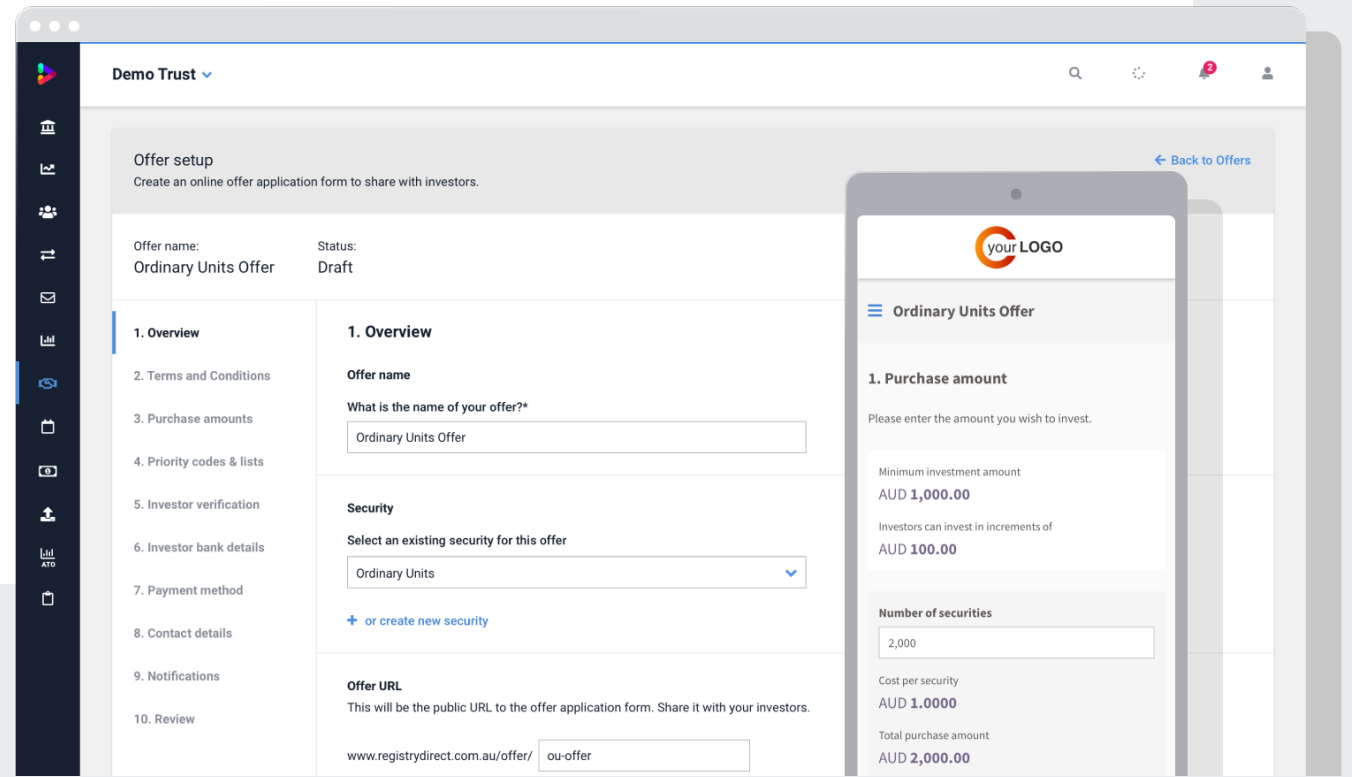 Demo Trust
2
Offer setup
Create an online offer application form to share with investors.
Back to Offers
Offer name:
Ordinary Units Offer
Status:
Draft
1. Overview
2. Terms and Conditions
3. Purchase amounts
4. Priority codes & lists
5. Investor verification
6. Investor bank details
7. Payment method
8. Contact details
9. Notifications
10. Review
ATO
1. Overview
Offer name
What is the name of your offer?*
Ordinary Units Offer
Security
Select an existing security for this offer
Ordinary Units
+ or create new security
Offer URL
This will be the public URL to the offer application form. Share it with your investors.
www.registrydirect.com.au/offer/ ou-offer
your LOGO
Ordinary Units Offer
1. Purchase amount
Please enter the amount you wish to invest.
Minimum investment amount
AUD 1,000.00
Investors can invest in increments of
AUD 100.00
Number of securities
2,000
Cost per security
AUD 1.0000
Total purchase amount
AUD 2,000.00